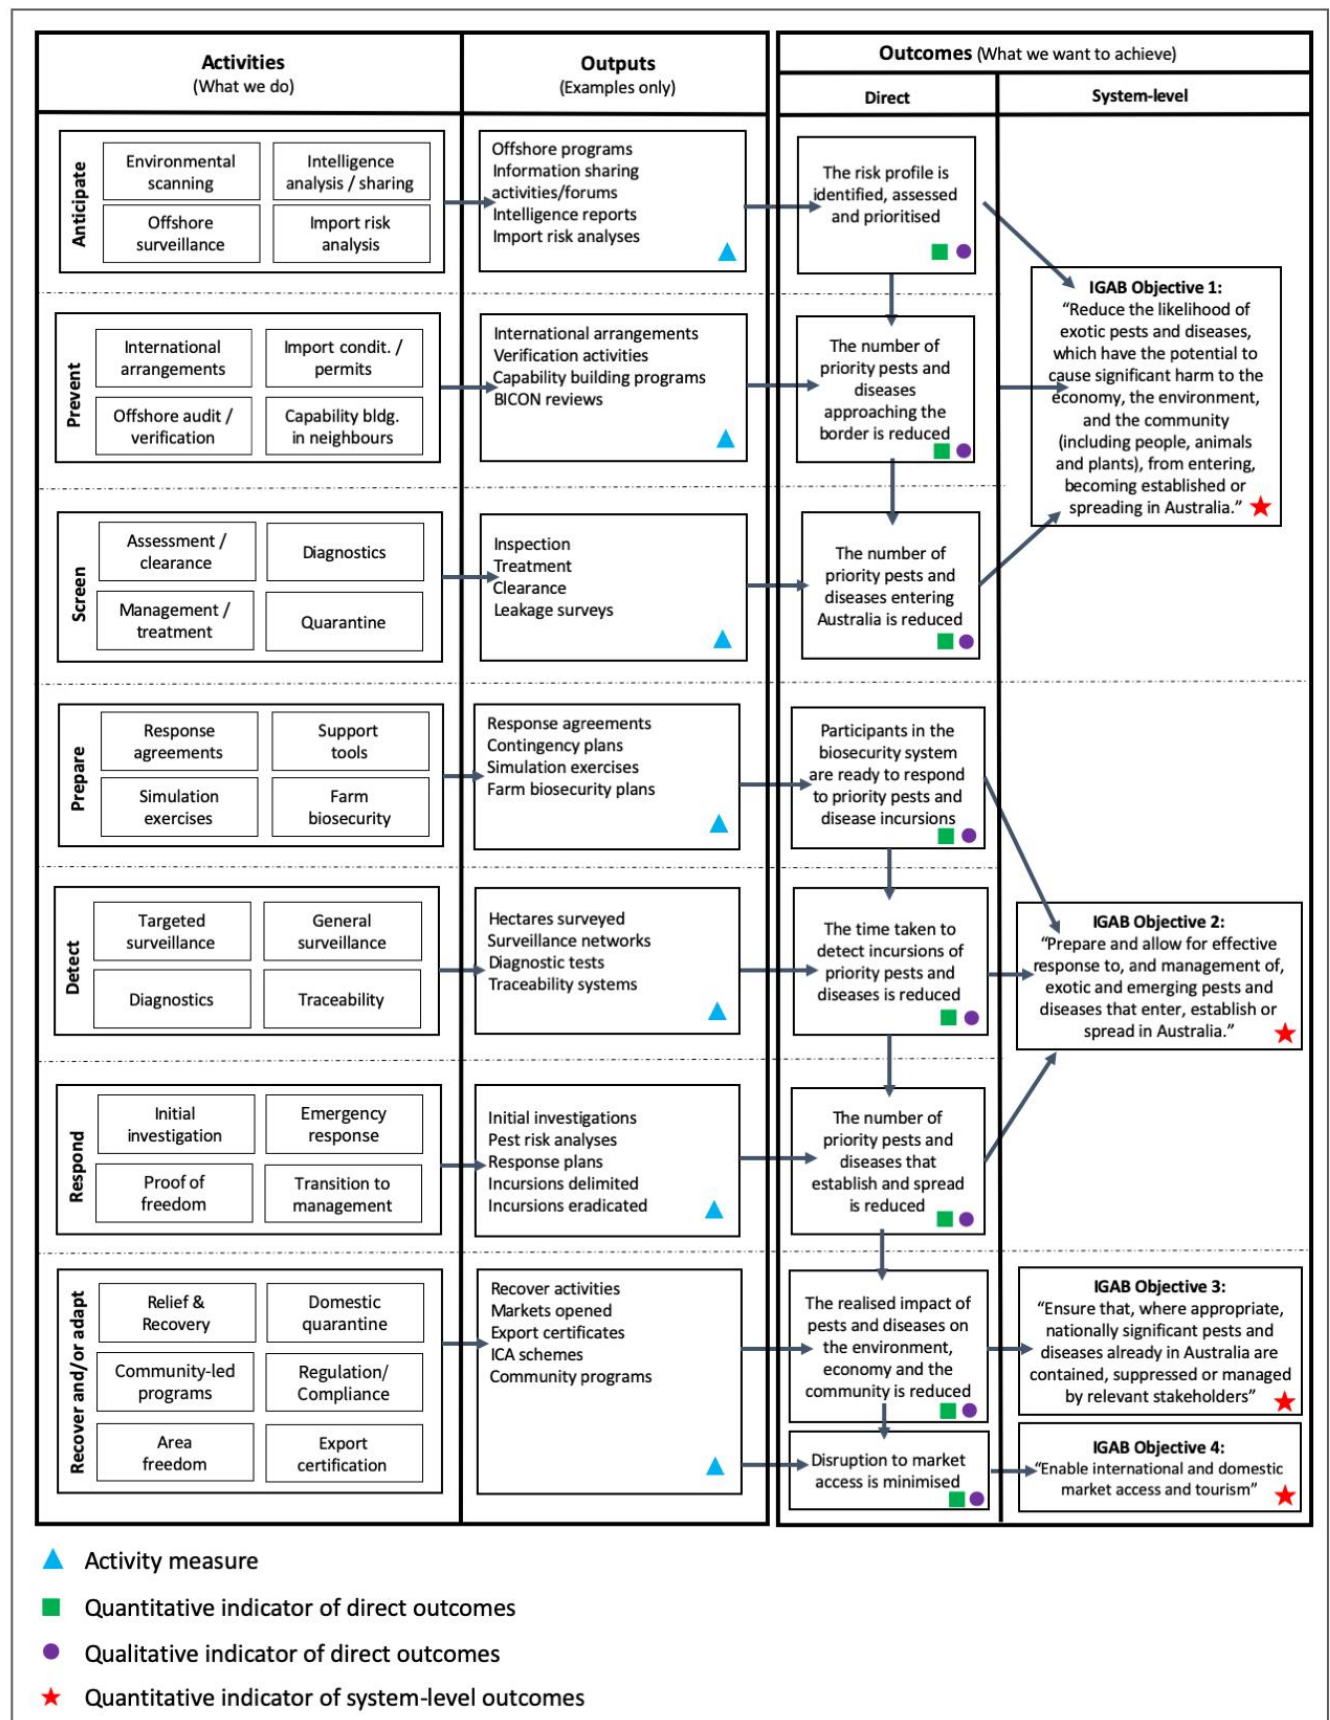 Activities
(What we do)
Outputs
(Examples only)
Outcomes (What we want to achieve)
Direct
System-level
Anticipate
Environmental
scanning
Intelligence
analysis / sharing
Offshore
surveillance
Import risk
analysis
Offshore programs
Information sharing
activities/forums
Intelligence reports
Import risk analyses
The risk profile is
identified, assessed
and prioritised
IGAB Objective 1:
“Reduce the likelihood of
exotic pests and diseases,
which have the potential to
cause significant harm to the
economy, the environment,
and the community
(including people, animals
and plants), from entering,
becoming established or
spreading in Australia.”
Prevent
International
arrangements
Import condit. /
permits
Offshore audit /
verification
Capability bldg.
in neighbours
International arrangements
Verification activities
Capability building programs
BICON reviews
The number of
priority pests and
diseases
approaching the
border is reduced
Screen
Assessment /
clearance
Diagnostics
Management /
treatment
Quarantine
Inspection
Treatment
Clearance
Leakage surveys
The number of
priority pests and
diseases entering
Australia is reduced
Prepare
Response
agreements
Support
tools
Simulation
exercises
Farm
biosecurity
Response agreements
Contingency plans
Simulation exercises
Farm biosecurity plans
Participants in the
biosecurity system
are ready to respond
to priority pests and
disease incursions
Detect
Targeted
surveillance
General
surveillance
Diagnostics
Traceability
Hectares surveyed
Surveillance networks
Diagnostic tests
Traceability systems
The time taken to
detect incursions of
priority pests and
diseases is reduced
IGAB Objective 2:
“Prepare and allow for effective
response to, and management of,
exotic and emerging pests and
diseases that enter, establish or
spread in Australia.”
Respond
Initial
investigation
Emergency
response
Proof of
freedom
Transition to
management
Initial investigations
Pest risk analyses
Response plans
Incursions delimited
Incursions eradicated
The number of
priority pests and
diseases that
establish and spread
is reduced
Recover and/or adapt
Relief &
Recovery
Domestic
quarantine
Community-led
programs
Regulation/
Compliance
Area
freedom
Export
certification
Recover activities
Markets opened
Export certificates
ICA schemes
Community programs
The realised impact of
pests and diseases on
the environment,
economy and the
community is reduced
IGAB Objective 3:
“Ensure that, where appropriate,
nationally significant pests and
diseases already in Australia are
contained, suppressed or managed
by relevant stakeholders”
Disruption to market
access is minimised
IGAB Objective 4:
“Enable international and domestic
market access and tourism”
Activity measure
Quantitative indicator of direct outcomes
Qualitative indicator of direct outcomes
Quantitative indicator of system-level outcomes